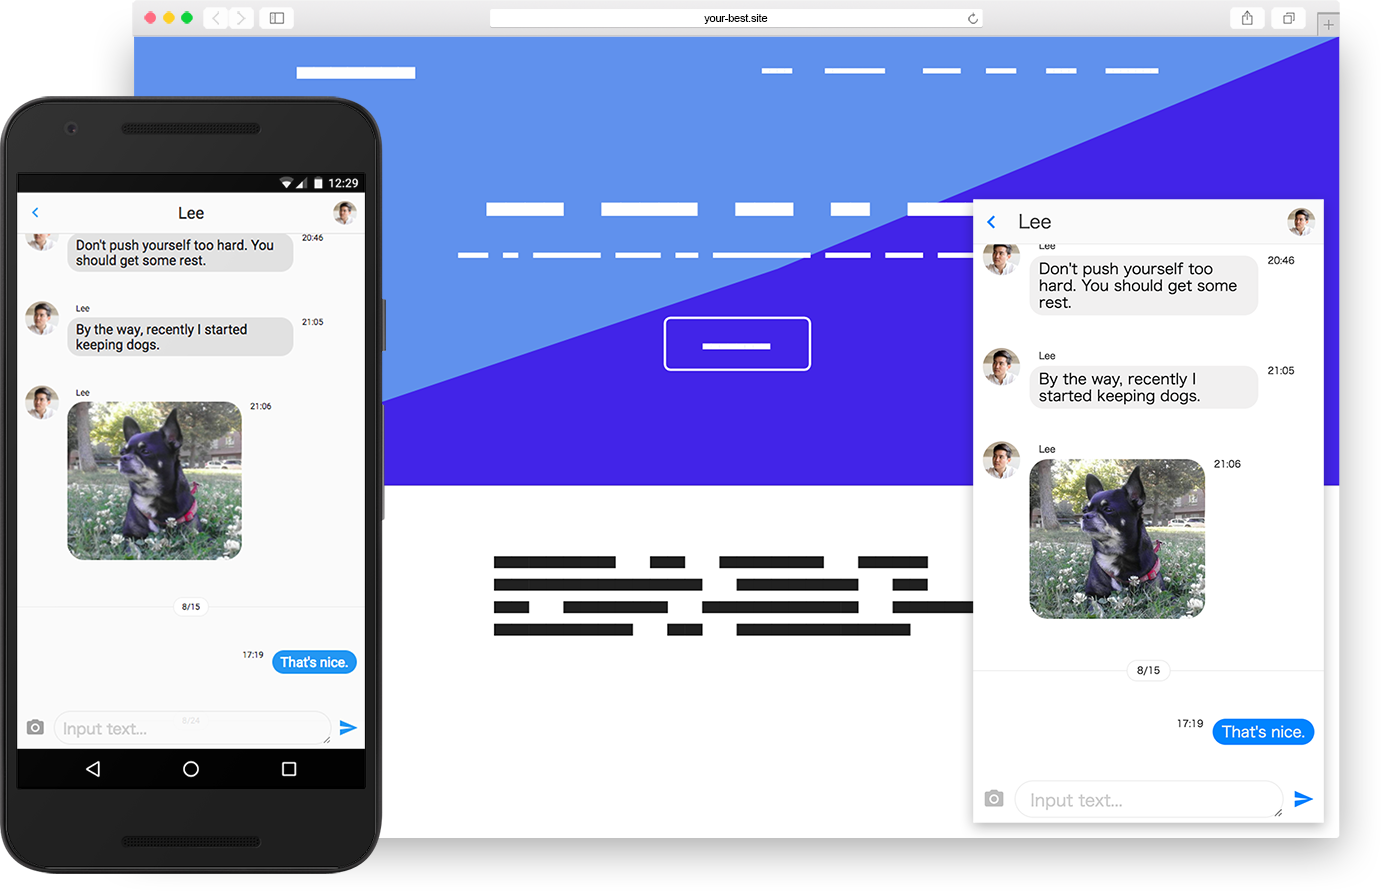 your-best.site
12:29
Lee
20:46
Don't push yourself too hard. You
should get some rest.
Lee
21:05
By the way, recently I started
keeping dogs.
Lee
21:06
8/15
17:19
That's nice.
8/24
Input text...
Lee
Lee
20:46
Don't push yourself too
hard. You should get some
rest.
Lee
21:05
By the way, recently I
started keeping dogs.
Lee
21:06
8/15
17:19
That's nice.
Input text...